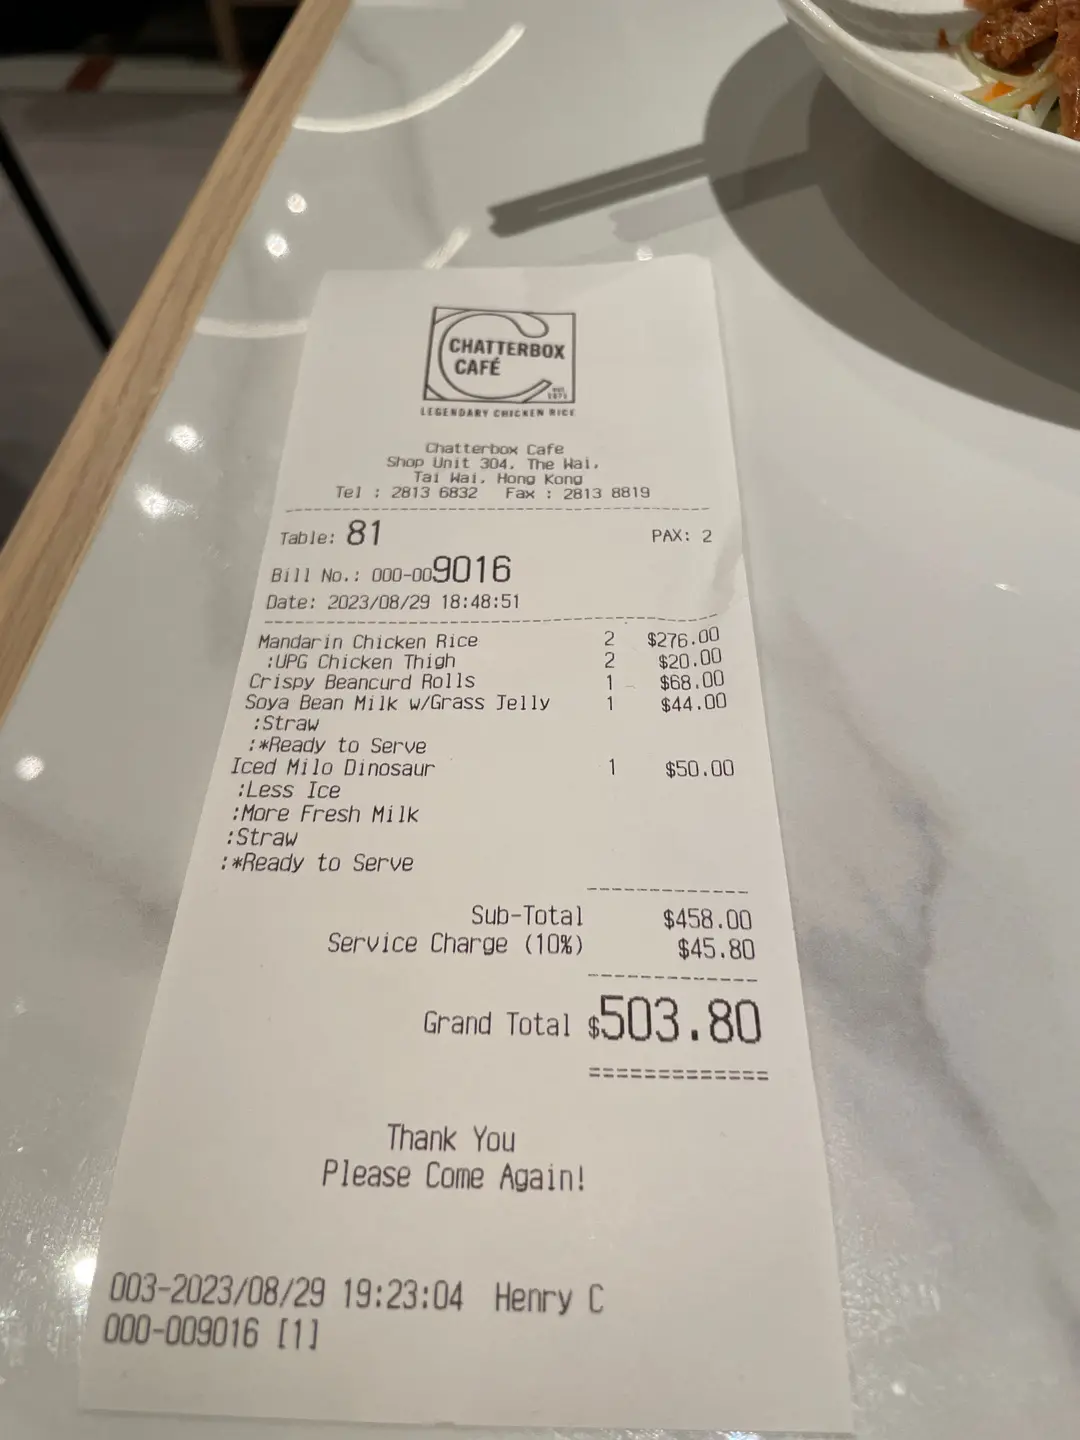 CHATTERBOX
CAFÉ
EST.
1971
LEGENDARY CHICKEN RICE
Chatterbox Cafe
Shop Unit 304, The Wai,
Tai Wai, Hong Kong
Tel : 2813 6832 Fax : 2813 8819
Table: 81 PAX: 2
Bill No.: 000-009016
Date: 2023/08/29 18:48:51
Mandarin Chicken Rice 2 $276.00
:UPG Chicken Thigh 2 $20.00
Crispy Beancurd Rolls 1 $68.00
Soya Bean Milk w/Grass Jelly 1 $44.00
:Straw
:*Ready to Serve
Iced Milo Dinosaur 1 $50.00
:Less Ice
:More Fresh Milk
:Straw
:*Ready to Serve
Sub-Total $458.00
Service Charge (10%) $45.80
Grand Total $503.80
=============
Thank You
Please Come Again!
003-2023/08/29 19:23:04 Henry C
000-009016 [1]